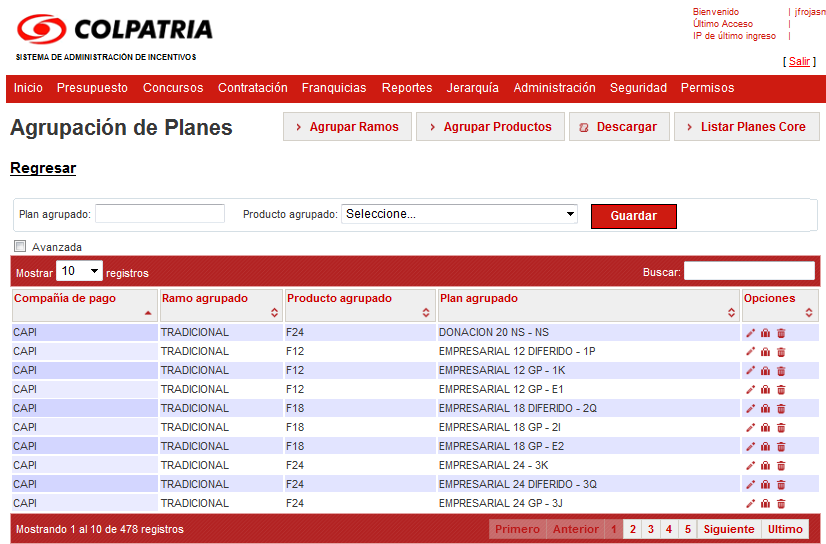 COLPATRIA
SISTEMA DE ADMINISTRACIÓN DE INCENTIVOS
Bienvenido | jfrojasn
Último Acceso |
IP de último ingreso |
[ Salir ]
Inicio Presupuesto Concursos Contratación Franquicias Reportes Jerarquía Administración Seguridad Permisos
Agrupación de Planes
Agrupar Ramos Agrupar Productos Descargar Listar Planes Core
Regresar
Plan agrupado: Producto agrupado: Seleccione... Guardar
Avanzada
Mostrar 10 registros Buscar:
Compañia de pago Ramo agrupado Producto agrupado Plan agrupado Opciones
CAPI TRADICIONAL F24 DONACION 20 NS - NS
CAPI TRADICIONAL F12 EMPRESARIAL 12 DIFERIDO - 1P
CAPI TRADICIONAL F12 EMPRESARIAL 12 GP - 1K
CAPI TRADICIONAL F12 EMPRESARIAL 12 GP - E1
CAPI TRADICIONAL F18 EMPRESARIAL 18 DIFERIDO - 2Q
CAPI TRADICIONAL F18 EMPRESARIAL 18 GP - 2I
CAPI TRADICIONAL F18 EMPRESARIAL 18 GP - E2
CAPI TRADICIONAL F24 EMPRESARIAL 24 - 3K
CAPI TRADICIONAL F24 EMPRESARIAL 24 DIFERIDO - 3Q
CAPI TRADICIONAL F24 EMPRESARIAL 24 GP - 3J
Mostrando 1 al 10 de 478 registros Primero Anterior 1 2 3 4 5 Siguiente Ultimo